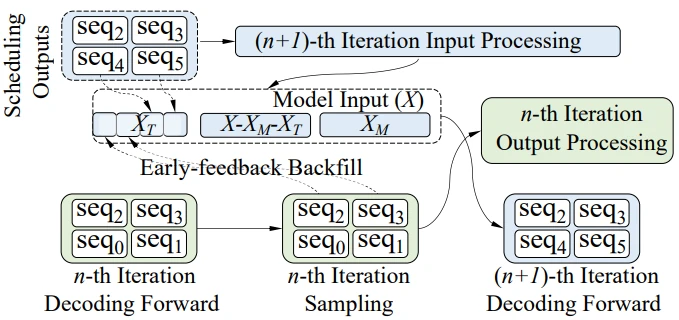 Scheduling
Outputs
seq2 seq3
seq4 seq5
(n+1)-th Iteration Input Processing
Model Input (X)
XT
X-XM-XT
XM
n-th Iteration
Output Processing
Early-feedback Backfill
seq2 seq3
seq0 seq1
n-th Iteration
Decoding Forward
seq2 seq3
seq0 seq1
n-th Iteration
Sampling
seq2 seq3
seq4 seq5
(n+1)-th Iteration
Decoding Forward